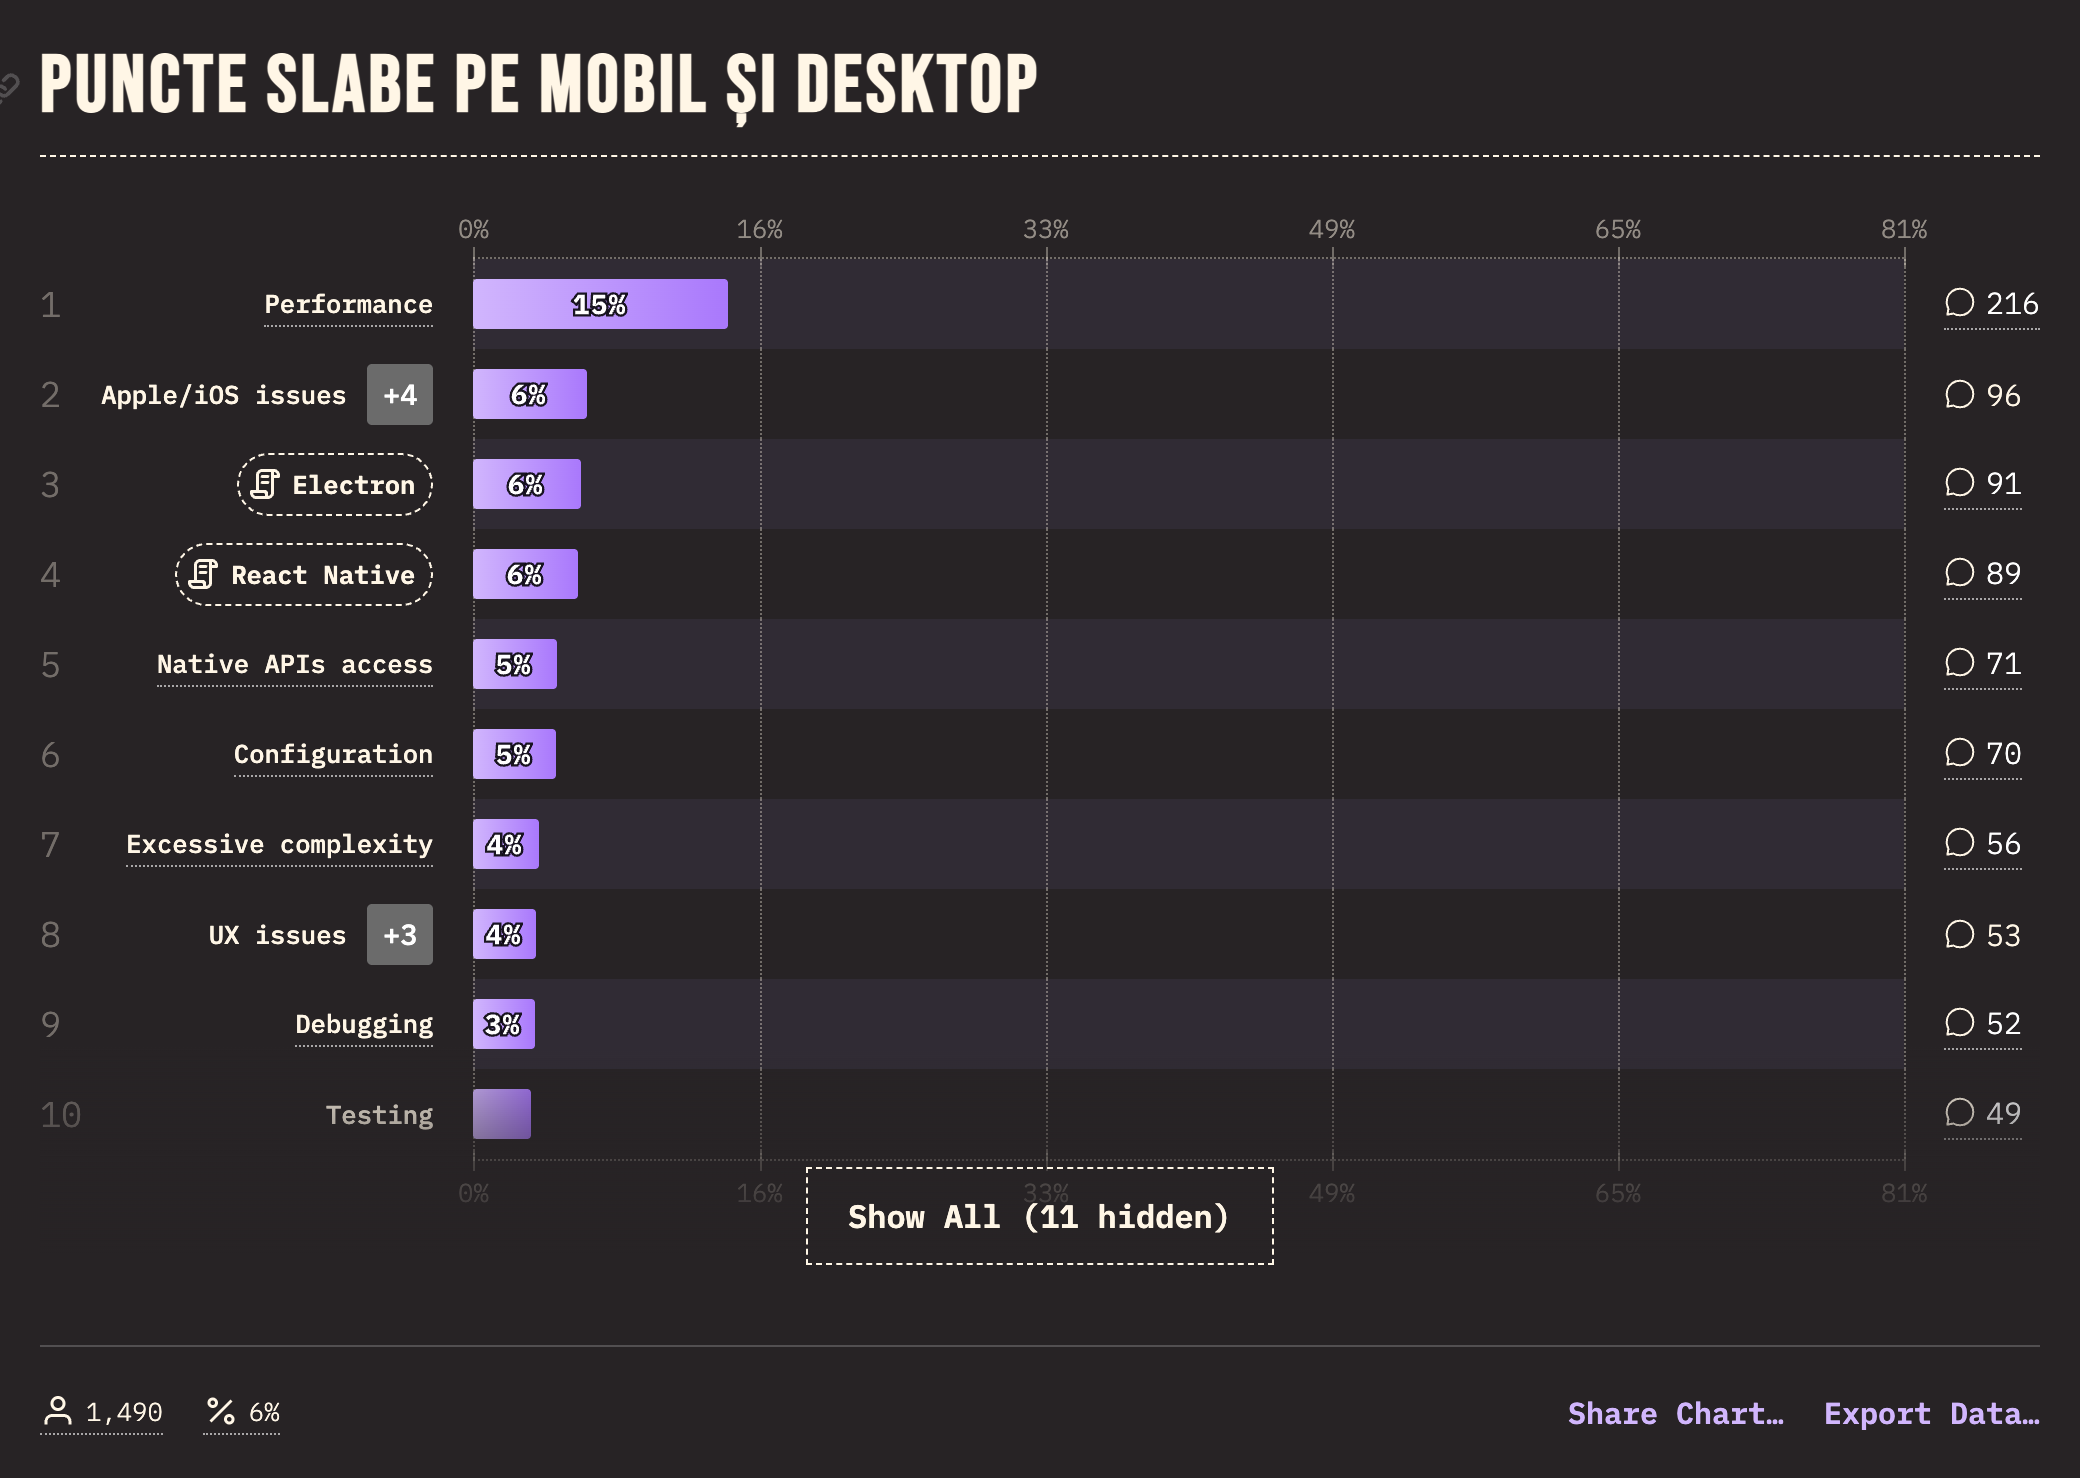 PUNCTE SLABE PE MOBIL ȘI DESKTOP
0% 16% 33% 49% 65% 81%
1 Performance 15% 216
2 Apple/iOS issues +4 6% 96
3 Electron 6% 91
4 React Native 6% 89
5 Native APIs access 5% 71
6 Configuration 5% 70
7 Excessive complexity 4% 56
8 UX issues +3 4% 53
9 Debugging 3% 52
10 Testing 49
0% 16% 33% 49% 65% 81%
Show All (11 hidden)
1,490 6% Share Chart… Export Data…